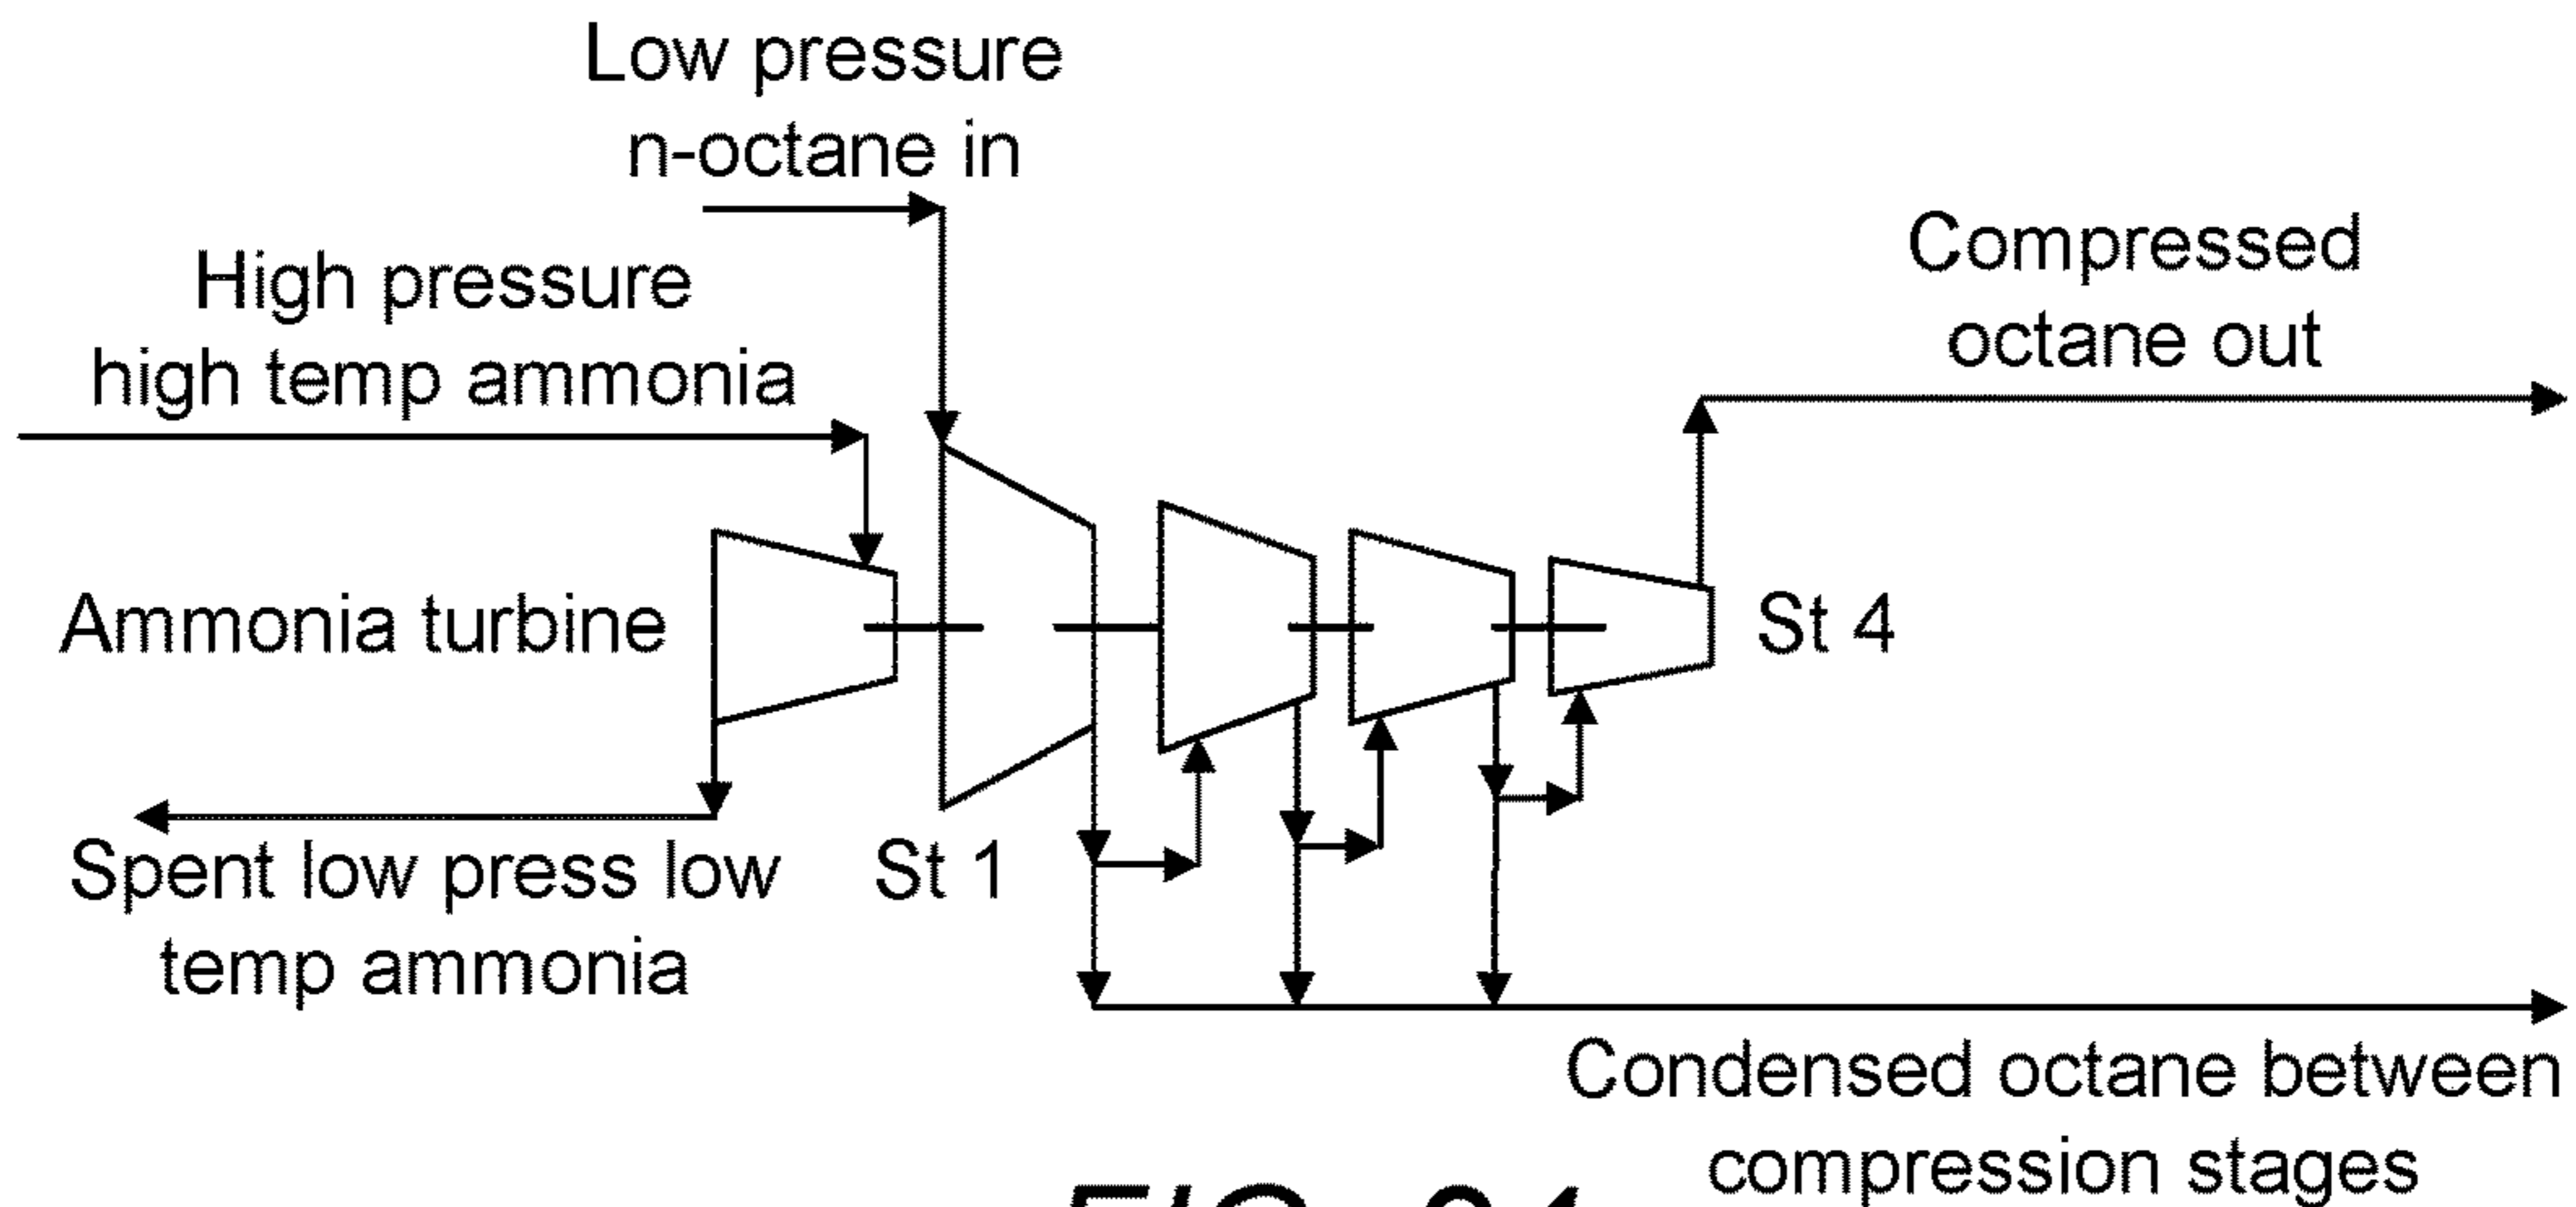 Low pressure
n-octane in
High pressure
high temp ammonia
Compressed
octane out
Ammonia turbine
St 4
Spent low press low
temp ammonia
St 1
Condensed octane between
compression stages